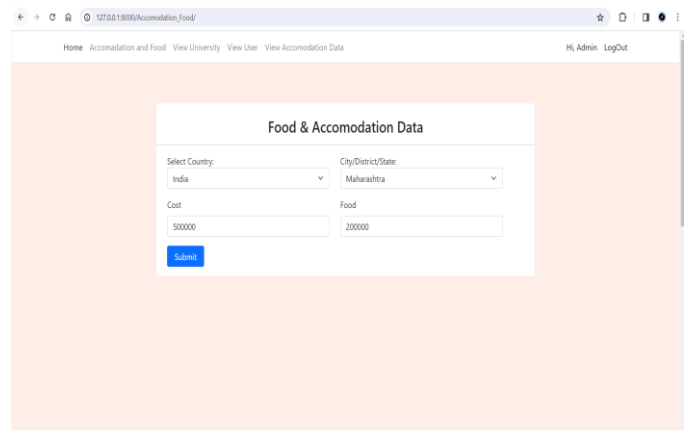 127.0.0.1:8000/Accomodation_Food/
Home Accomadation and Food View University View User View Accomodation Data Hi, Admin LogOut
Food & Accomodation Data
Select Country: City/District/State:
India Maharashtra
Cost Food
500000 200000
Submit